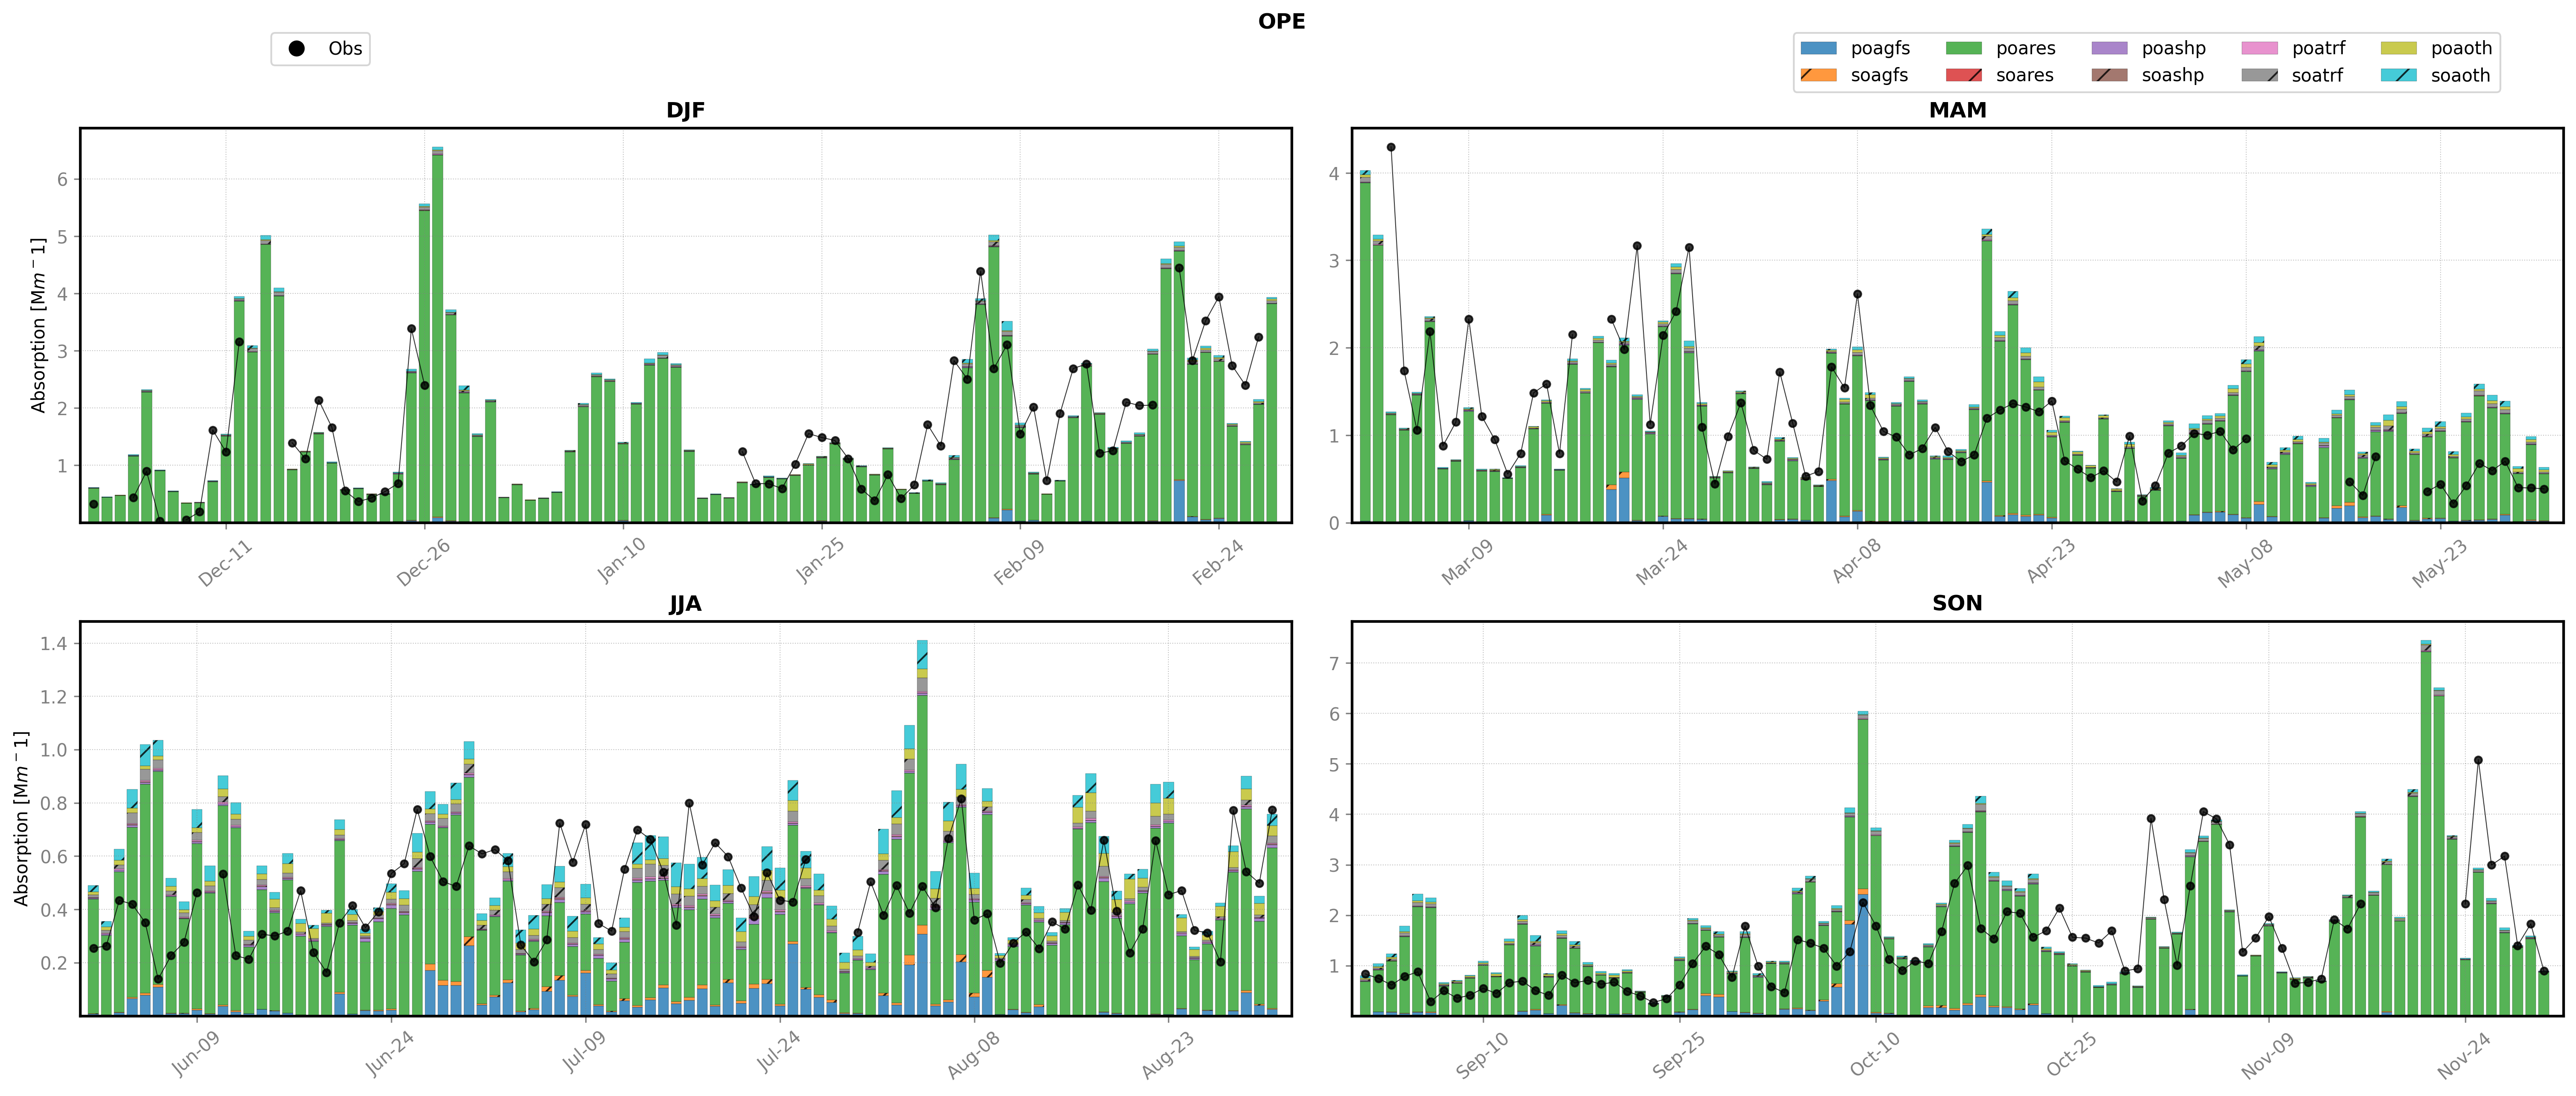 OPE
Obs
poagfs poares poashp poatrf poaoth
soagfs soares soashp soatrf soaoth
DJF
MAM
Absorption [Mm⁻1]
6
5
4
3
2
1
Dec-11 Dec-26 Jan-10 Jan-25 Feb-09 Feb-24
4
3
2
1
0
Mar-09 Mar-24 Apr-08 Apr-23 May-08 May-23
JJA
SON
Absorption [Mm⁻1]
1.4
1.2
1.0
0.8
0.6
0.4
0.2
Jun-09 Jun-24 Jul-09 Jul-24 Aug-08 Aug-23
7
6
5
4
3
2
1
Sep-10 Sep-25 Oct-10 Oct-25 Nov-09 Nov-24